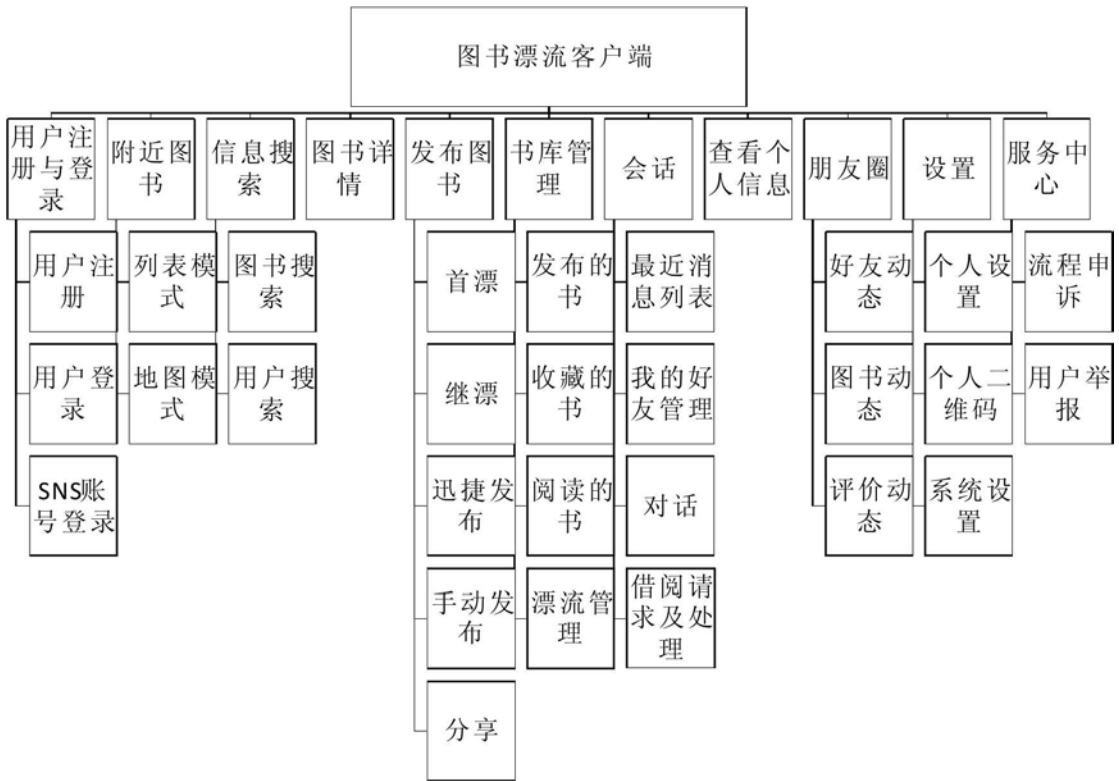 图书漂流客户端
用户注
册与登
录
附近图
书
信息搜
索
图书详
情
发布图
书
书库管
理
会话
查看个
人信息
朋友圈
设置
服务中
心
用户注
册
列表模
式
图书搜
索
首漂
发布的
书
最近消
息列表
好友动
态
个人设
置
流程申
诉
用户登
录
地图模
式
用户搜
索
继漂
收藏的
书
我的好
友管理
图书动
态
个人二
维码
用户举
报
SNS账
号登录
迅捷发
布
阅读的
书
对话
评价动
态
系统设
置
手动发
布
漂流管
理
借阅请
求及处
理
分享